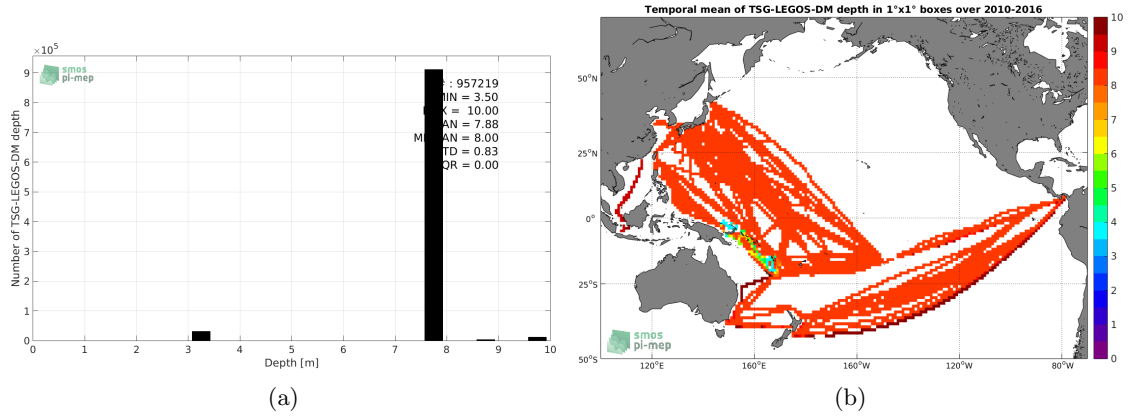 ×10⁵
9
8
7
6
5
4
3
2
1
0
Number of TSG-LEGOS-DM depth
smos
pi-mep
: 957219
MIN = 3.50
= 10.00
= 7.88
= 8.00
= 0.83
= 0.00
0 1 2 3 4 5 6 7 8 9 10
Depth [m]
(a)
Temporal mean of TSG-LEGOS-DM depth in 1°x1° boxes over 2010-2016
50°N
25°N
0°
25°S
50°S
120°E 160°E 160°W 120°W 80°W
smos
pi-mep
10
9
8
7
6
5
4
3
2
1
0
(b)